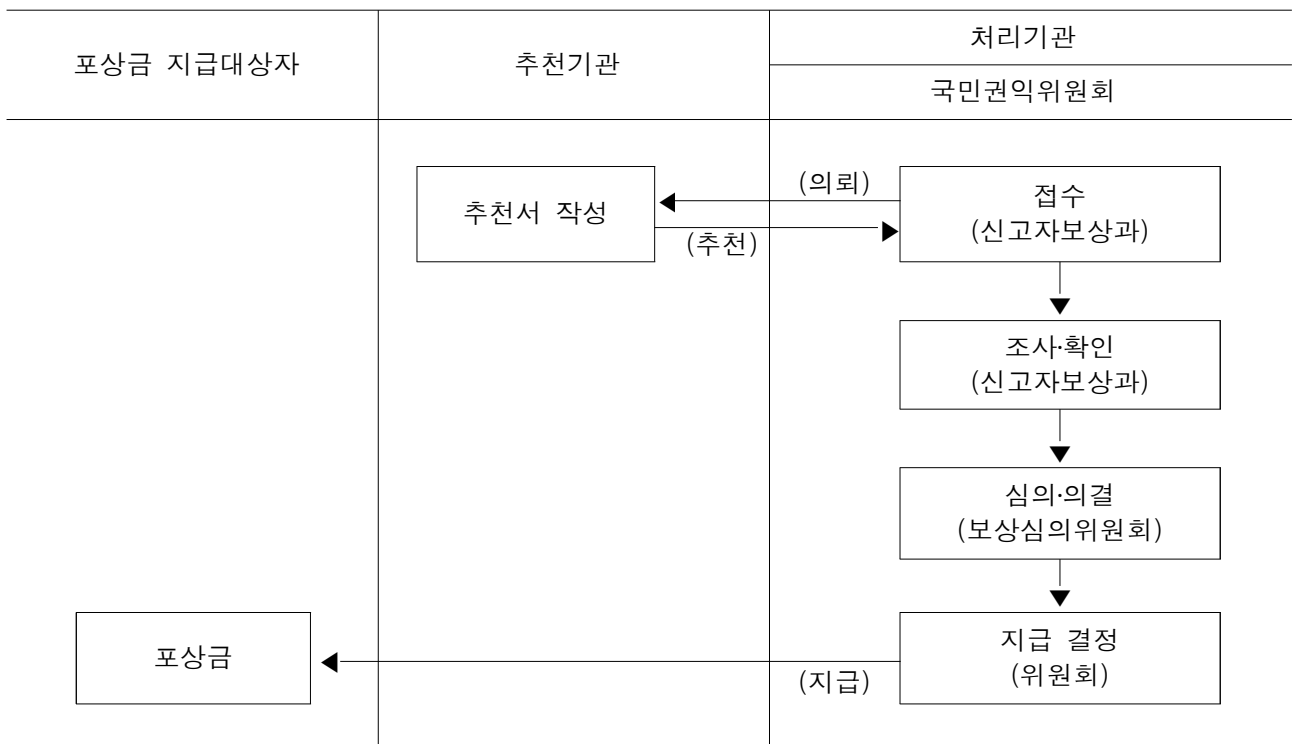 포상금 지급대상자
추천기관
처리기관
국민권익위원회
추천서 작성
(의뢰)
(추천)
접수
(신고자보상과)
조사·확인
(신고자보상과)
심의·의결
(보상심의위원회)
포상금
(지급)
지급 결정
(위원회)